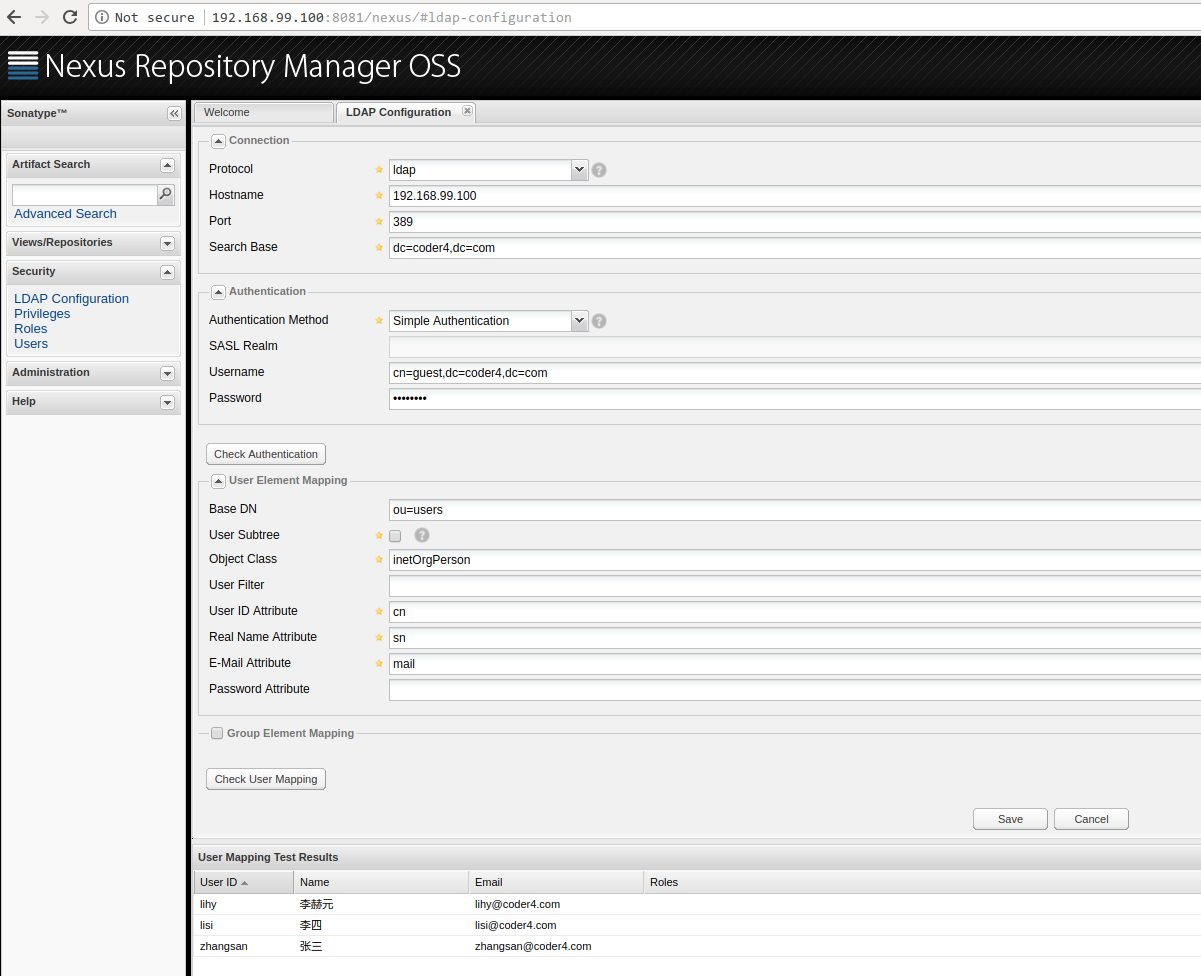 Not secure 192.168.99.100:8081/nexus/#ldap-configuration
Nexus Repository Manager OSS
Sonatype™
Welcome
LDAP Configuration
Artifact Search
Advanced Search
Views/Repositories
Security
LDAP Configuration
Privileges
Roles
Users
Administration
Help
Connection
Protocol ldap
Hostname 192.168.99.100
Port 389
Search Base dc=coder4,dc=com
Authentication
Authentication Method Simple Authentication
SASL Realm
Username cn=guest,dc=coder4,dc=com
Password ••••••••
Check Authentication
User Element Mapping
Base DN ou=users
User Subtree
Object Class inetOrgPerson
User Filter
User ID Attribute cn
Real Name Attribute sn
E-Mail Attribute mail
Password Attribute
Group Element Mapping
Check User Mapping
Save Cancel
User Mapping Test Results
User ID Name Email Roles
lihy 李赫元 lihy@coder4.com
lisi 李四 lisi@coder4.com
zhangsan 张三 zhangsan@coder4.com